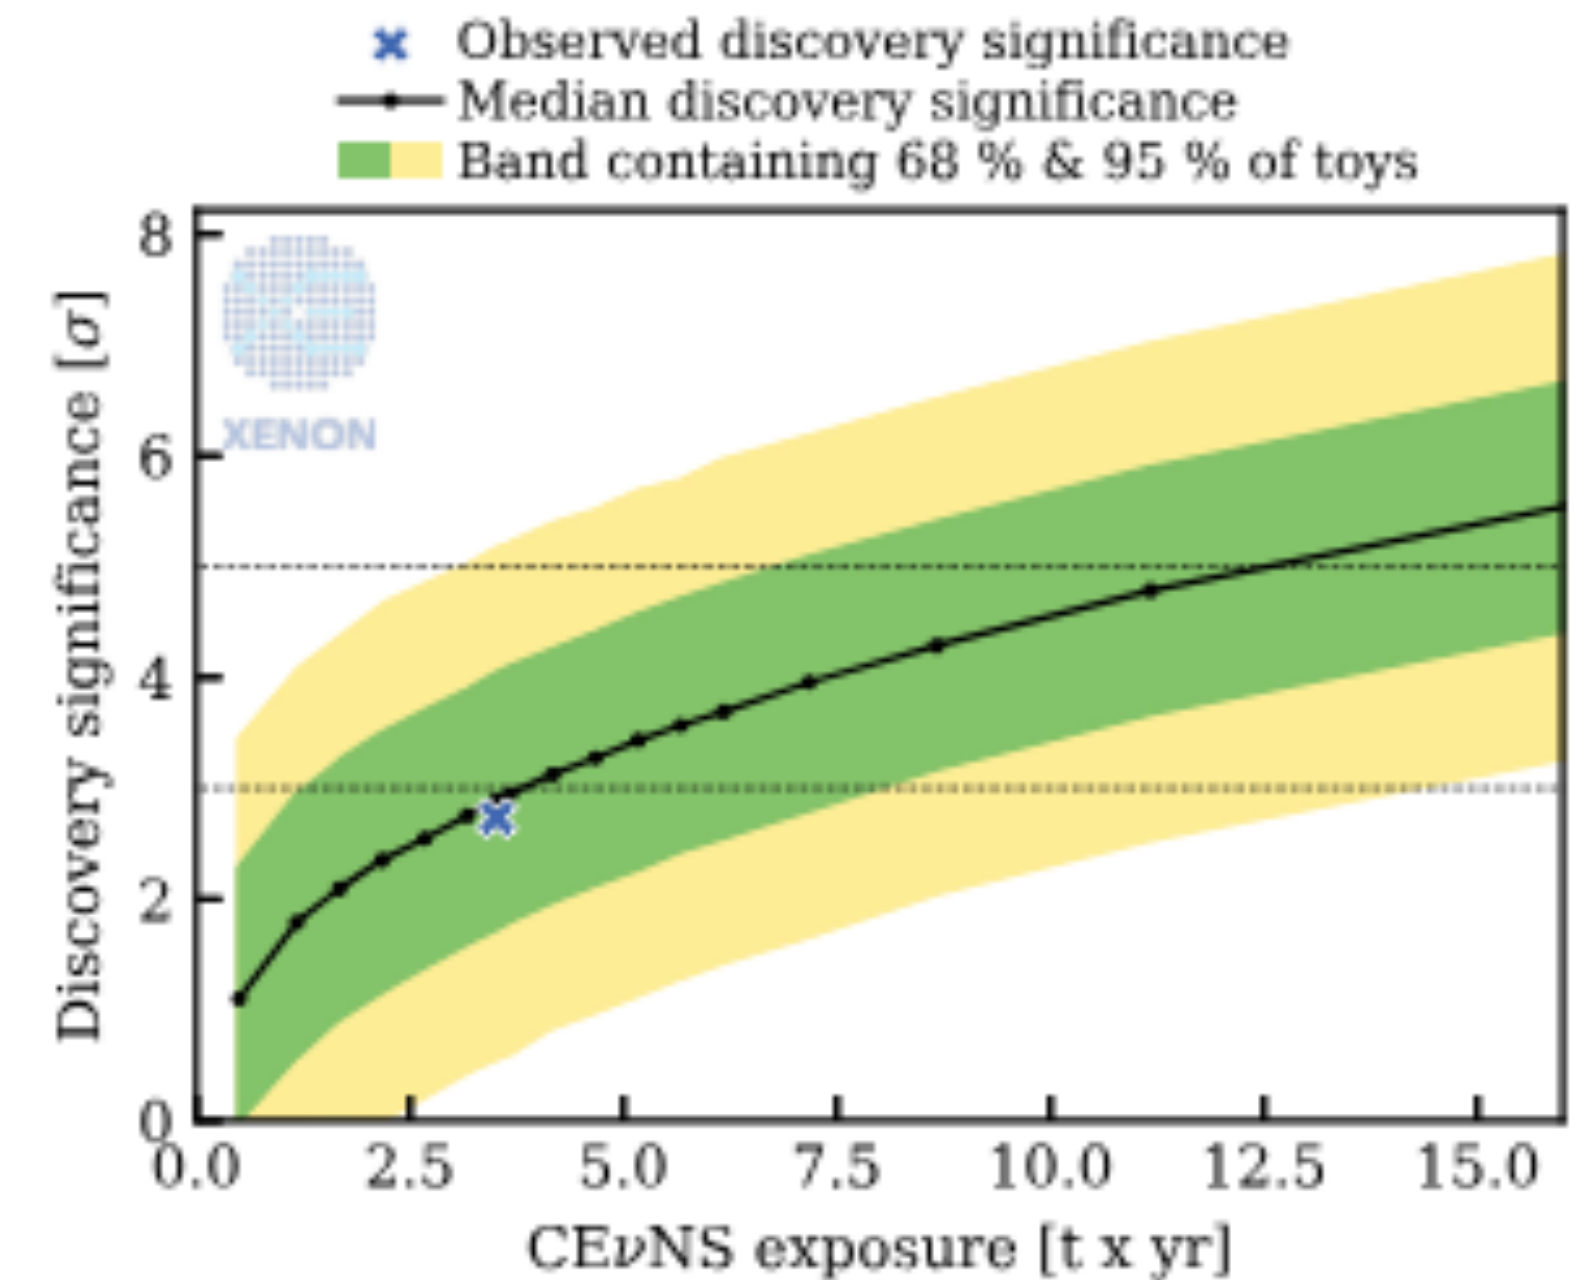 Observed discovery significance
Median discovery significance
Band containing 68 % & 95 % of toys
8
6
4
2
0
XENON
Discovery significance [σ]
0.0 2.5 5.0 7.5 10.0 12.5 15.0
CEνNS exposure [t x yr]